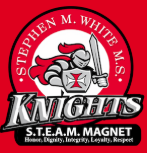 STEPHEN M. WHITE M.S.
KNIGHTS
S.T.E.A.M. MAGNET
Honor, Dignity, Integrity, Loyalty, Respect